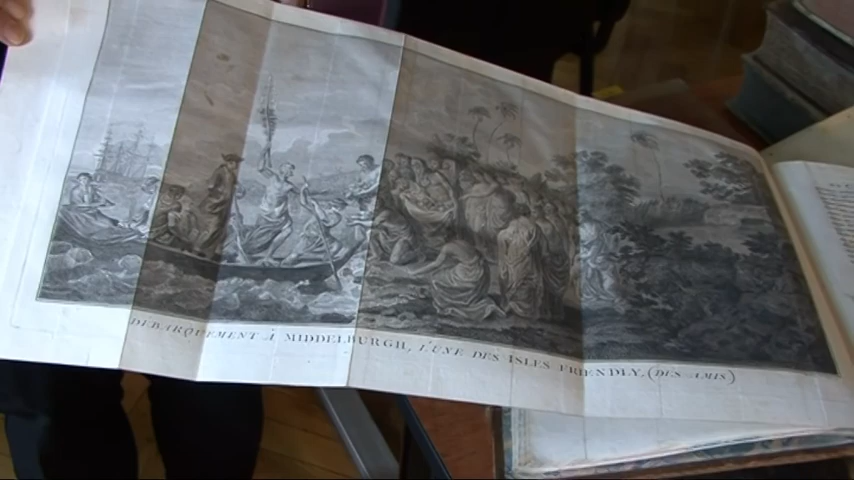 DÉBARQUEMENT À MIDDELBURGH, L'UNE DES ISLES FRIENDLY, (DES AMIS)